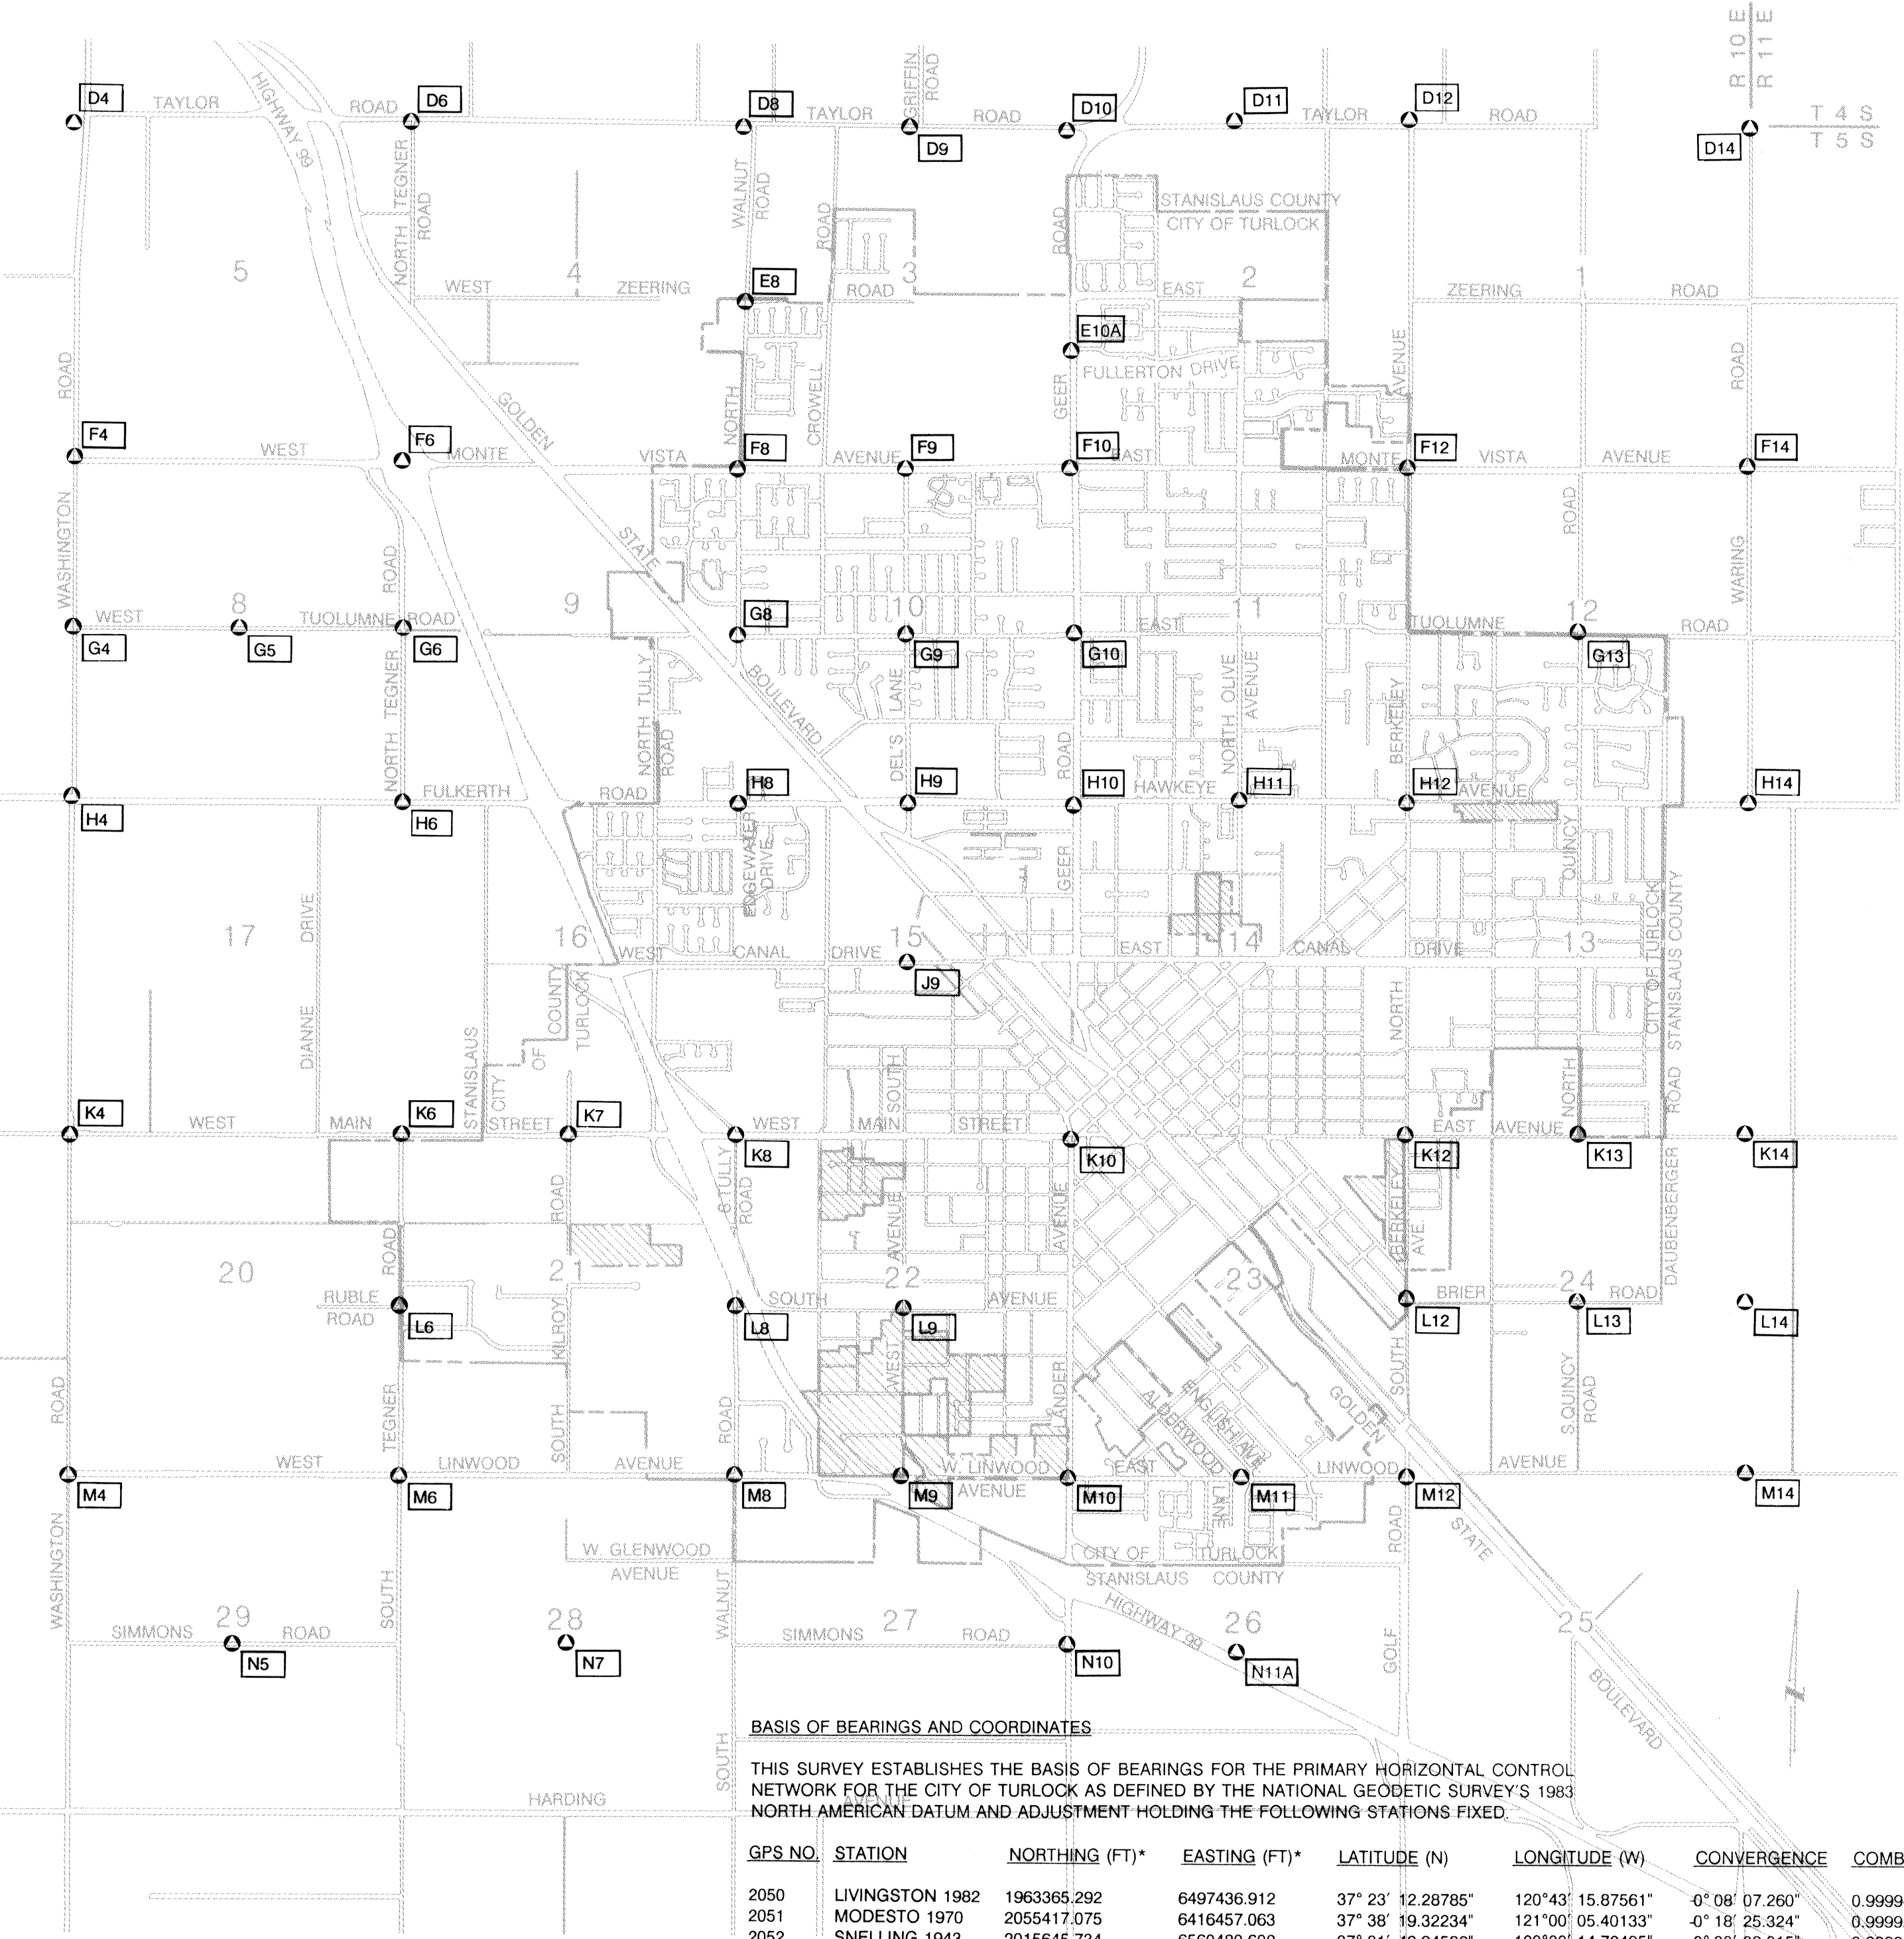 R 10 E
R 11 E
T 4 S
T 5 S
D4
TAYLOR
HIGHWAY 99
ROAD
D6
D8
TAYLOR
GRIFFIN
ROAD
D9
ROAD
D10
D11
TAYLOR
D12
ROAD
D14
NORTH TEGNER
ROAD
WALNUT
ROAD
ROAD
ROAD
STANISLAUS COUNTY
CITY OF TURLOCK
5
4
3
2
1
WEST
ZEERING
E8
ROAD
EAST
ZEERING
ROAD
E10A
FULLERTON DRIVE
ROAD
GOLDEN
NORTH
CROWELL
GEER
AVENUE
ROAD
F4
WEST
F6
MONTE
VISTA
F8
AVENUE
F9
F10
EAST
MONTE
F12
VISTA
AVENUE
F14
WASHINGTON
ROAD
STATE
ROAD
WARING
WEST
8
TUOLUMNE ROAD
9
G8
10
EAST
11
TUOLUMNE
12
ROAD
G4
G5
G6
G9
G10
G13
NORTH TEGNER
NORTH TULLY
ROAD
BOULEVARD
DEL'S
LANE
ROAD
NORTH OLIVE
AVENUE
BERKELEY
FULKERTH
ROAD
H8
H9
H10
HAWKEYE
H11
H12
AVENUE
H14
H4
H6
EDGEWATER
DRIVE
GEER
QUINCY
DIANNE
DRIVE
17
16
WEST
CANAL
DRIVE
15
EAST
14
CANAL
DRIVE
13
J9
CITY OF TURLOCK
STANISLAUS COUNTY
STANISLAUS
COUNTY
CITY
OF
TURLOCK
SOUTH
NORTH
NORTH
K4
WEST
MAIN
K6
STREET
K7
WEST
MAIN
STREET
EAST
AVENUE
ROAD
K8
K10
K12
K13
K14
ROAD
ROAD
S.TULLY
ROAD
AVENUE
AVENUE
BERKELEY
AVE.
DAUBENBERGER
20
21
22
23
24
RUBLE
ROAD
L6
KILROY
SOUTH
L8
AVENUE
L9
BRIER
ROAD
L12
L13
L14
ROAD
TEGNER
SOUTH
ROAD
WEST
LANDER
ALDERWOOD
LANE
ENGLISH AVE
GOLDEN
SOUTH
S.QUINCY
ROAD
WEST
LINWOOD
AVENUE
W. LINWOOD
AVENUE
EAST
LINWOOD
AVENUE
M4
M6
M8
M9
M10
M11
M12
M14
WASHINGTON
SOUTH
W. GLENWOOD
AVENUE
WALNUT
CITY OF
TURLOCK
STANISLAUS
COUNTY
ROAD
STATE
29
28
27
26
25
SIMMONS
ROAD
SIMMONS
ROAD
HIGHWAY 99
GOLF
BOULEVARD
N5
N7
N10
N11A
SOUTH
HARDING
AVENUE
BASIS OF BEARINGS AND COORDINATES
THIS SURVEY ESTABLISHES THE BASIS OF BEARINGS FOR THE PRIMARY HORIZONTAL CONTROL
NETWORK FOR THE CITY OF TURLOCK AS DEFINED BY THE NATIONAL GEODETIC SURVEY'S 1983
NORTH AMERICAN DATUM AND ADJUSTMENT HOLDING THE FOLLOWING STATIONS FIXED.
GPS NO. STATION NORTHING (FT)* EASTING (FT)* LATITUDE (N) LONGITUDE (W) CONVERGENCE COMB
2050 LIVINGSTON 1982 1963365.292 6497436.912 37° 23' 12.28785" 120°43' 15.87561" -0° 08' 07.260" 0.9999
2051 MODESTO 1970 2055417.075 6416457.063 37° 38' 19.32234" 121°00' 05.40133" -0° 18' 25.324" 0.9999
2052 SNELLING 1943